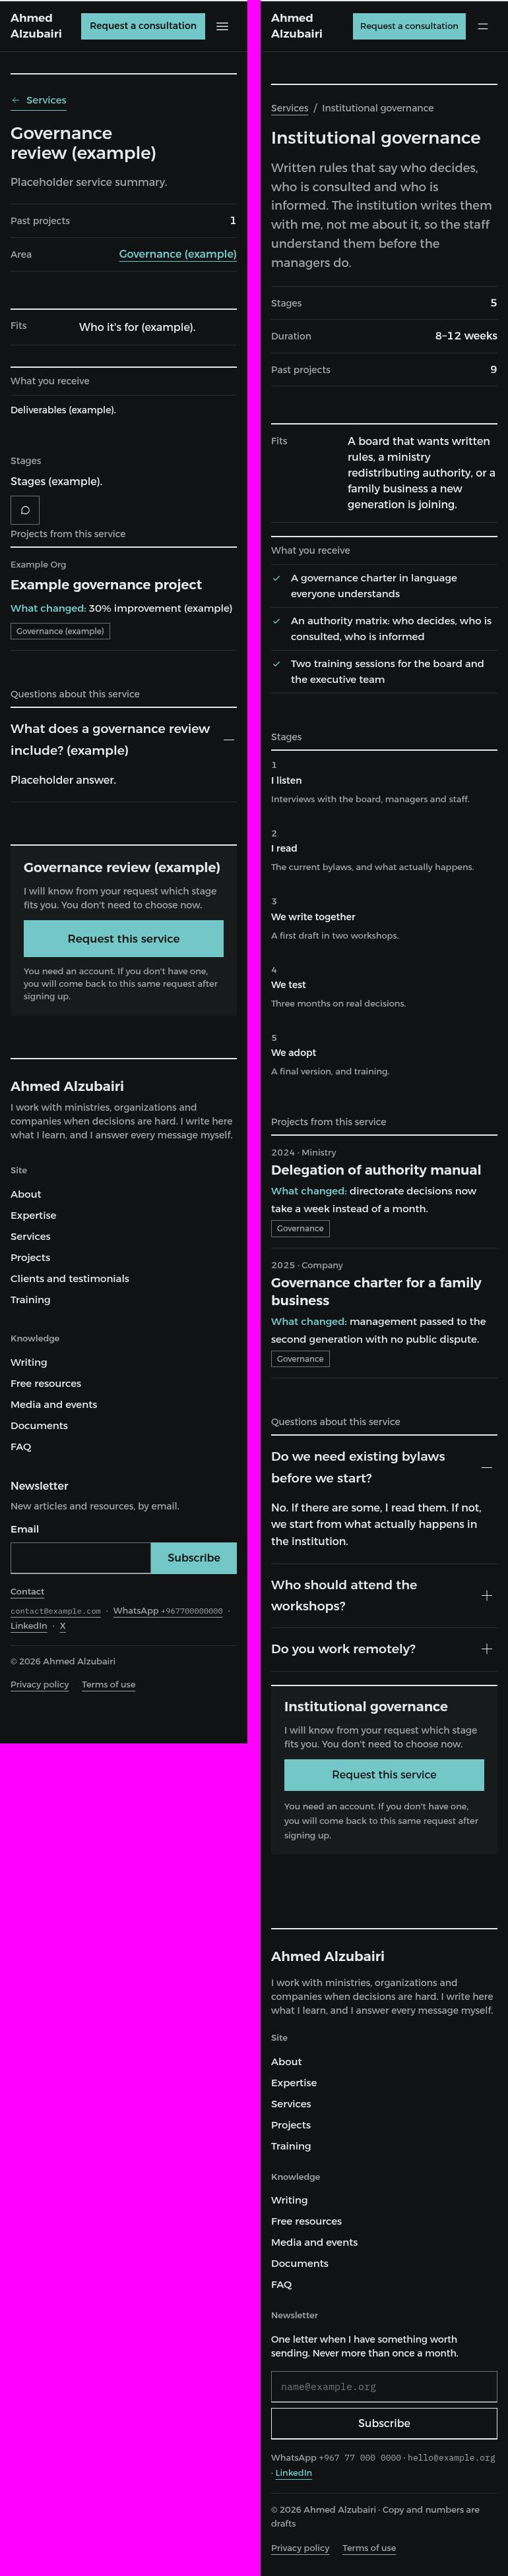 Ahmed
Alzubairi
Request a consultation
← Services
Governance
review (example)
Placeholder service summary.
Past projects 1
Area Governance (example)
Fits Who it's for (example).
What you receive
Deliverables (example).
Stages
Stages (example).
Projects from this service
Example Org
Example governance project
What changed: 30% improvement (example)
Governance (example)
Questions about this service
What does a governance review
include? (example)
Placeholder answer.
Governance review (example)
I will know from your request which stage
fits you. You don't need to choose now.
Request this service
You need an account. If you don't have one,
you will come back to this same request after
signing up.
Ahmed Alzubairi
I work with ministries, organizations and
companies when decisions are hard. I write here
what I learn, and I answer every message myself.
Site
About
Expertise
Services
Projects
Clients and testimonials
Training
Knowledge
Writing
Free resources
Media and events
Documents
FAQ
Newsletter
New articles and resources, by email.
Email
Subscribe
Contact
contact@example.com · WhatsApp +967700000000 ·
LinkedIn · X
© 2026 Ahmed Alzubairi
Privacy policy Terms of use
Ahmed
Alzubairi
Request a consultation
Services / Institutional governance
Institutional governance
Written rules that say who decides,
who is consulted and who is
informed. The institution writes them
with me, not me about it, so the staff
understand them before the
managers do.
Stages 5
Duration 8–12 weeks
Past projects 9
Fits A board that wants written
rules, a ministry
redistributing authority, or a
family business a new
generation is joining.
What you receive
A governance charter in language
everyone understands
An authority matrix: who decides, who is
consulted, who is informed
Two training sessions for the board and
the executive team
Stages
1
I listen
Interviews with the board, managers and staff.
2
I read
The current bylaws, and what actually happens.
3
We write together
A first draft in two workshops.
4
We test
Three months on real decisions.
5
We adopt
A final version, and training.
Projects from this service
2024 · Ministry
Delegation of authority manual
What changed: directorate decisions now
take a week instead of a month.
Governance
2025 · Company
Governance charter for a family
business
What changed: management passed to the
second generation with no public dispute.
Governance
Questions about this service
Do we need existing bylaws
before we start?
No. If there are some, I read them. If not,
we start from what actually happens in
the institution.
Who should attend the
workshops?
Do you work remotely?
Institutional governance
I will know from your request which stage
fits you. You don't need to choose now.
Request this service
You need an account. If you don't have one,
you will come back to this same request after
signing up.
Ahmed Alzubairi
I work with ministries, organizations and
companies when decisions are hard. I write here
what I learn, and I answer every message myself.
Site
About
Expertise
Services
Projects
Training
Knowledge
Writing
Free resources
Media and events
Documents
FAQ
Newsletter
One letter when I have something worth
sending. Never more than once a month.
name@example.org
Subscribe
WhatsApp +967 77 000 0000 · hello@example.org
· LinkedIn
© 2026 Ahmed Alzubairi · Copy and numbers are
drafts
Privacy policy Terms of use